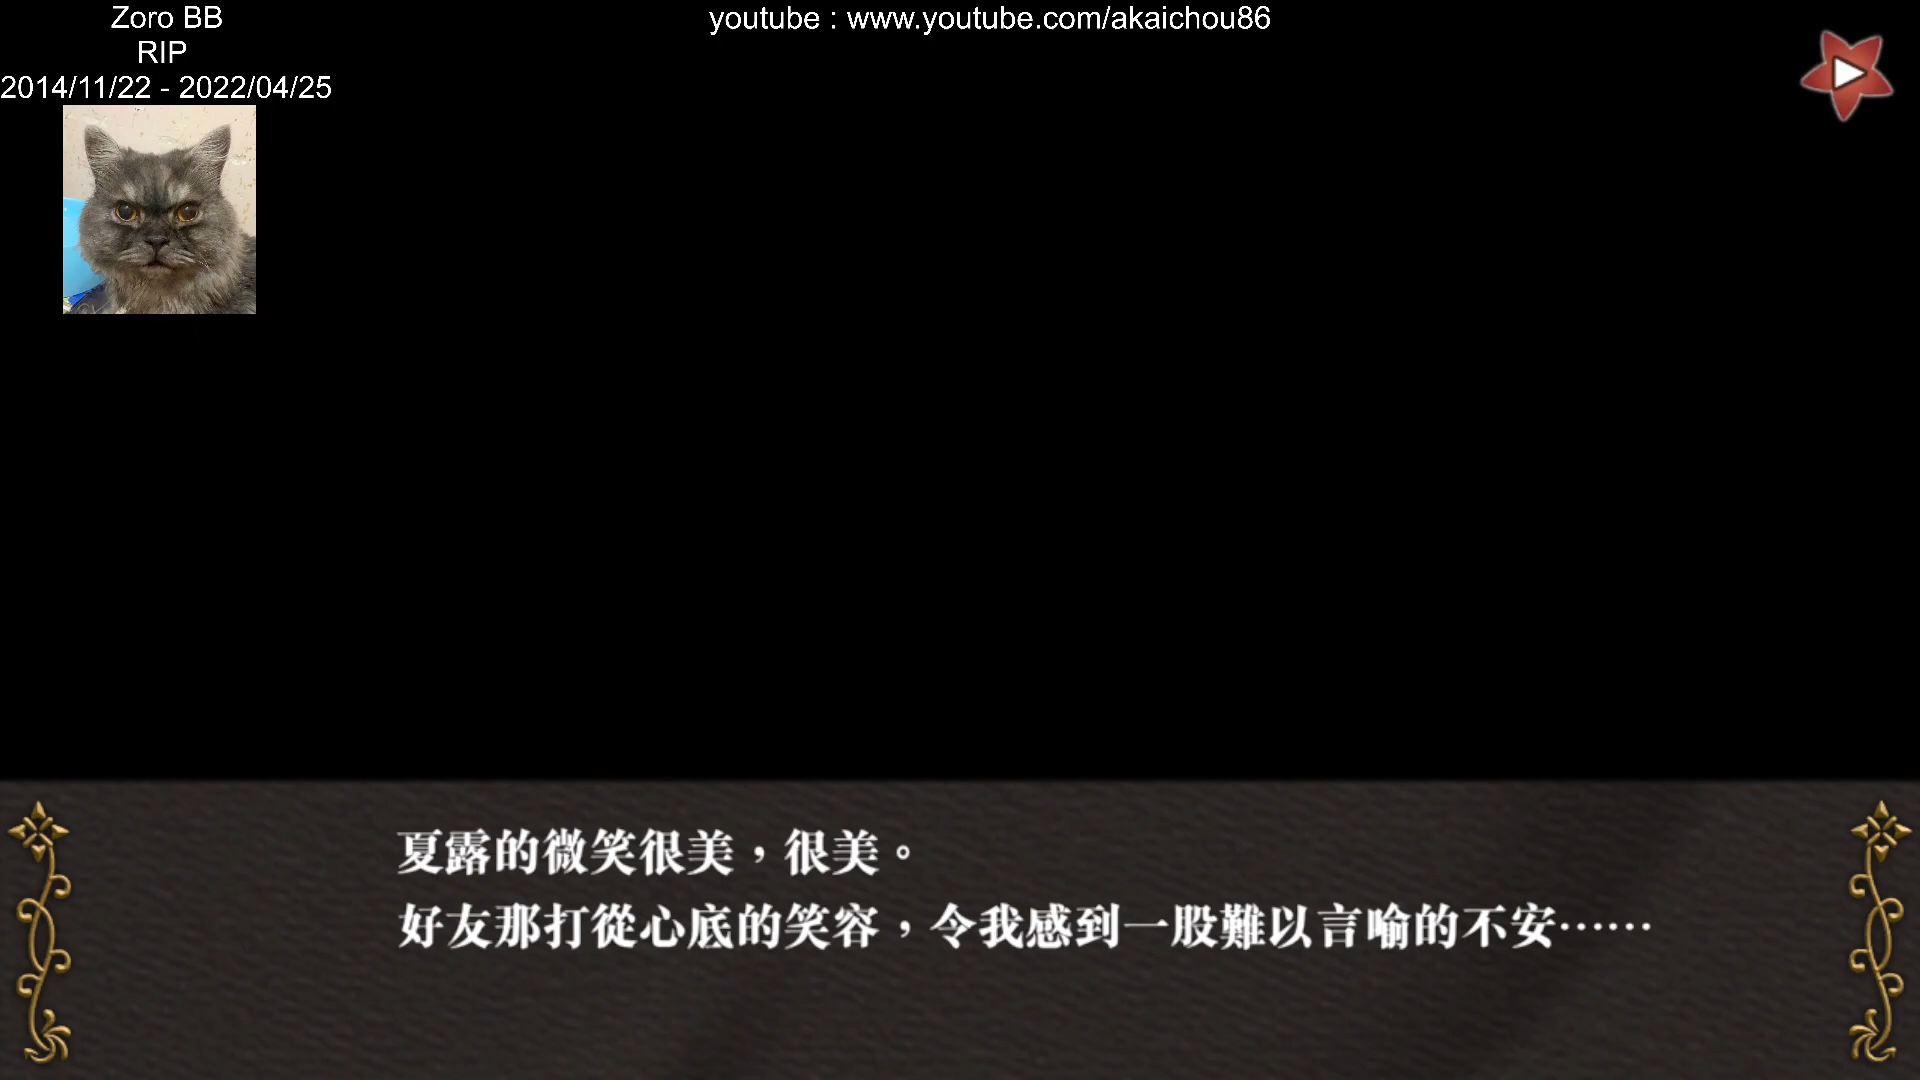 Zoro BB
RIP
2014/11/22 - 2022/04/25
youtube : www.youtube.com/akaichou86
夏露的微笑很美，很美。
好友那打從心底的笑容，令我感到一股難以言喻的不安……